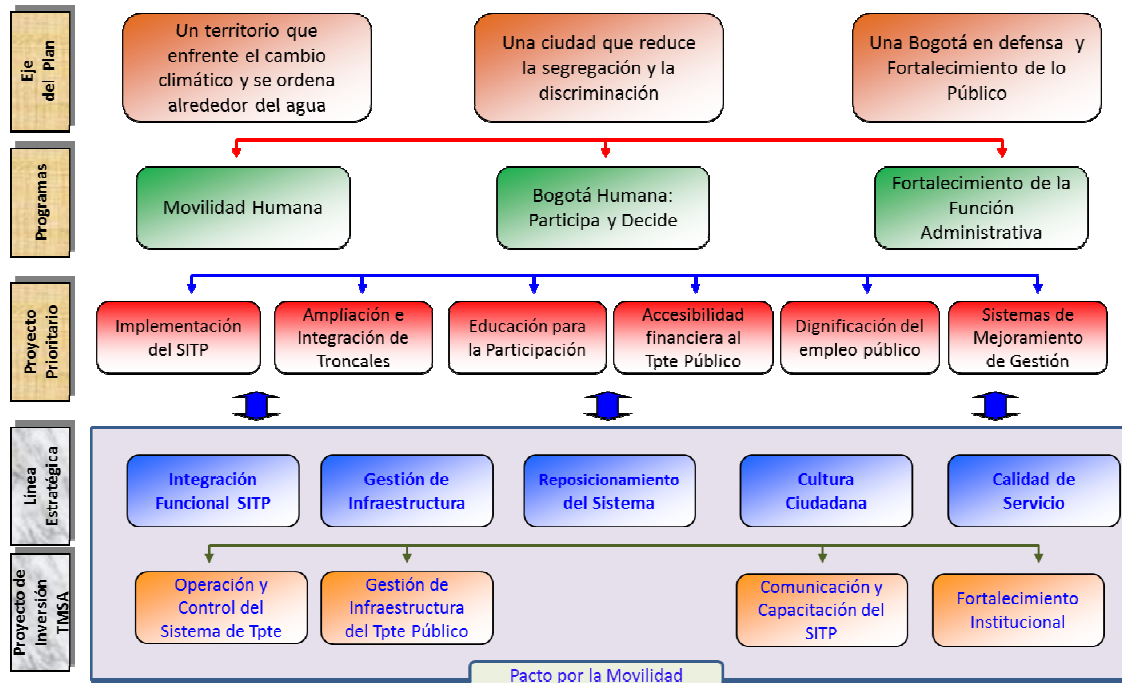 Eje
del Plan
Un territorio que
enfrente el cambio
climático y se ordena
alrededor del agua
Una ciudad que reduce
la segregación y la
discriminación
Una Bogotá en defensa y
Fortalecimiento de lo
Público
Programas
Movilidad Humana
Bogotá Humana:
Participa y Decide
Fortalecimiento de la
Función
Administrativa
Proyecto
Prioritario
Implementación
del SITP
Ampliación e
Integración de
Troncales
Educación para
la Participación
Accesibilidad
financiera al
Tpte Público
Dignificación del
empleo público
Sistemas de
Mejoramiento
de Gestión
Línea
Estratégica
Integración
Funcional SITP
Gestión de
Infraestructura
Reposicionamiento
del Sistema
Cultura
Ciudadana
Calidad de
Servicio
Proyecto de
Inversión
TMSA
Operación y
Control del
Sistema de Tpte
Gestión de
Infraestructura
del Tpte Público
Comunicación y
Capacitación del
SITP
Fortalecimiento
Institucional
Pacto por la Movilidad